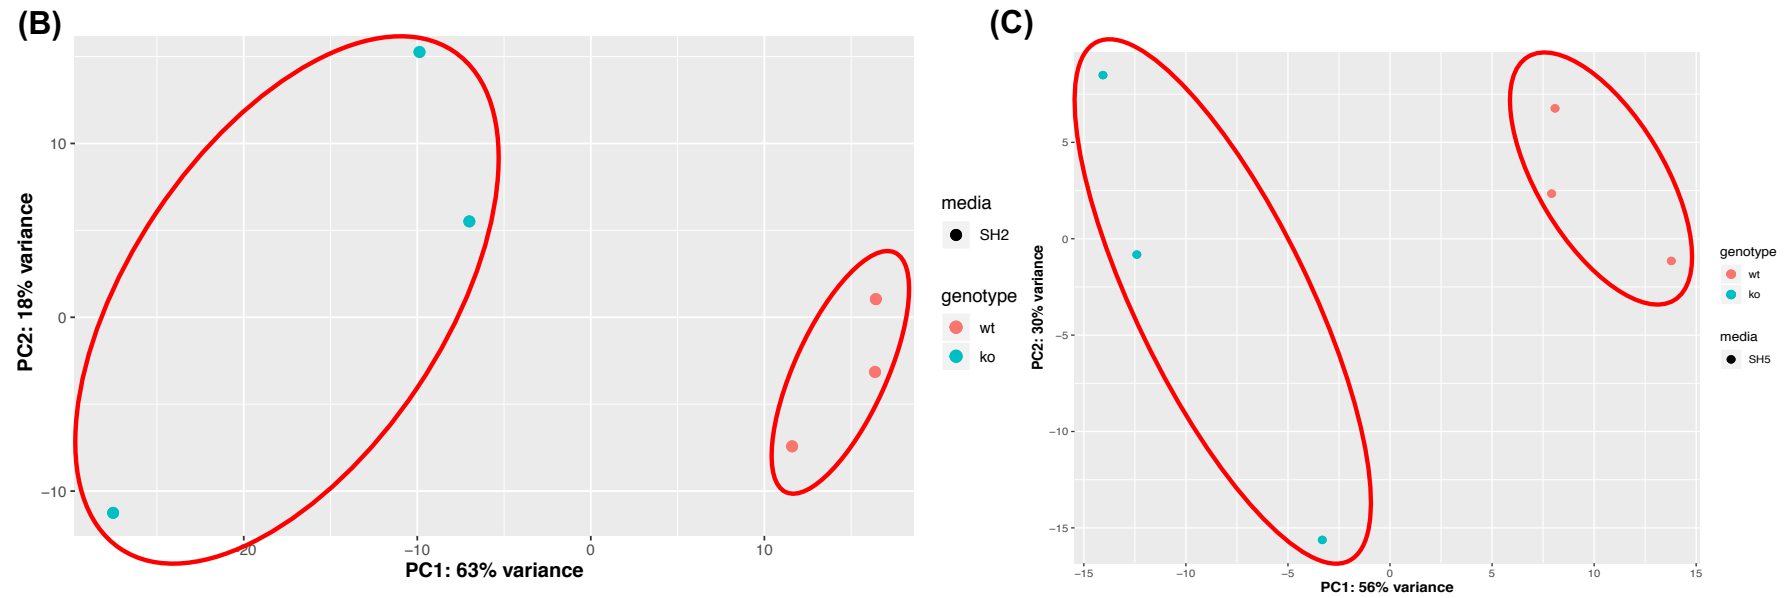 (B)
10
0
−10
PC2: 18% variance
−20
−10
0
10
PC1: 63% variance
media
SH2
genotype
wt
ko
(C)
5
0
−5
−10
−15
PC2: 30% variance
−15
−10
−5
0
5
10
15
PC1: 56% variance
genotype
wt
ko
media
SH5